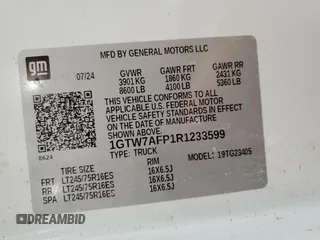 gm
MFD BY GENERAL MOTORS LLC
07/24 GVWR GAWR FRT GAWR RR
3901 KG 1860 KG 2431 KG
8600 LB 4100 LB 5360 LB
THIS VEHICLE CONFORMS TO ALL
APPLICABLE U.S. FEDERAL MOTOR
VEHICLE SAFETY STANDARDS IN
EFFECT ON THE DATE OF
MANUFACTURE SHOWN ABOVE.
1GTW7AFP1R1233599
8624 TYPE: TRUCK 19TG23405
TIRE SIZE RIM
FRT LT245/75R16ES 16X6.5J
RR LT245/75R16ES 16X6.5J
SPA LT245/75R16ES 16X6.5J
DREAMBID